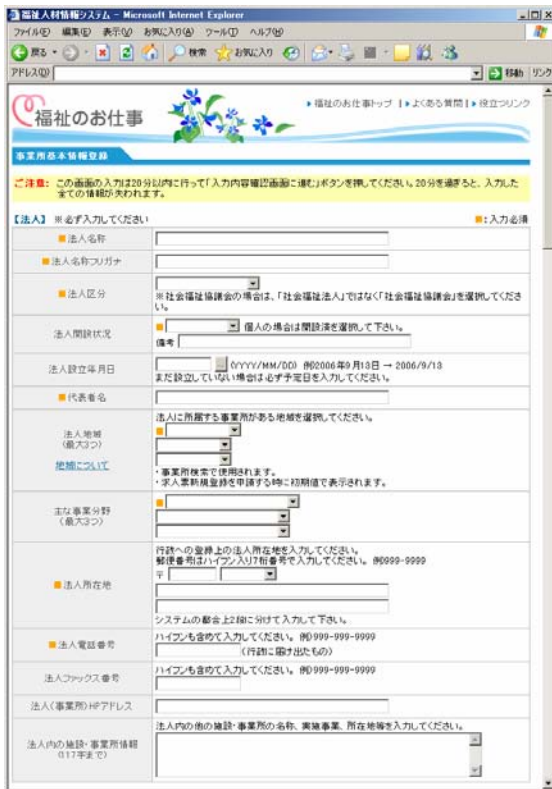 福祉人材情報システム - Microsoft Internet Explorer
ファイル(F) 編集(E) 表示(V) お気に入り(A) ツール(T) ヘルプ(H)
戻る 検索 お気に入り
アドレス(D) 移動 リンク
福祉のお仕事
福祉のお仕事トップ | よくある質問 | 役立つリンク
事業所基本情報登録
ご注意: この画面の入力は20分以内に行って「入力内容確認画面に進む」ボタンを押してください。20分を過ぎると、入力した
全ての情報が失われます。
【法人】 ※必ず入力してください ■:入力必須
■法人名称
■法人名称フリガナ
■法人区分
※社会福祉協議会の場合は、「社会福祉法人」ではなく「社会福祉協議会」を選択してくださ
い。
法人開設状況
■ 個人の場合は開設済を選択して下さい。
備考
法人設立年月日
... (YYYY/MM/DD) 例)2006年9月13日 → 2006/9/13
まだ設立していない場合は必ず予定日を入力してください。
■代表者名
法人地域
(最大3つ)
地域について
法人に所属する事業所がある地域を選択してください。
■
・事業所検索で使用されます。
・求人票新規登録を申請する時に初期値で表示されます。
主な事業分野
(最大3つ)
■
■法人所在地
行政への登録上の法人所在地を入力してください。
郵便番号はハイフン入り7桁番号で入力してください。 例)999-9999
〒
システムの都合上2段に分けて入力して下さい。
■法人電話番号
ハイフンも含めて入力してください。 例)999-999-9999
(行政に届け出たもの)
法人ファックス番号
ハイフンも含めて入力してください。 例)999-999-9999
法人(事業所)HPアドレス
法人内の施設・事業所情報
(117字まで)
法人内の他の施設・事業所の名称、実施事業、所在地等を入力してください。